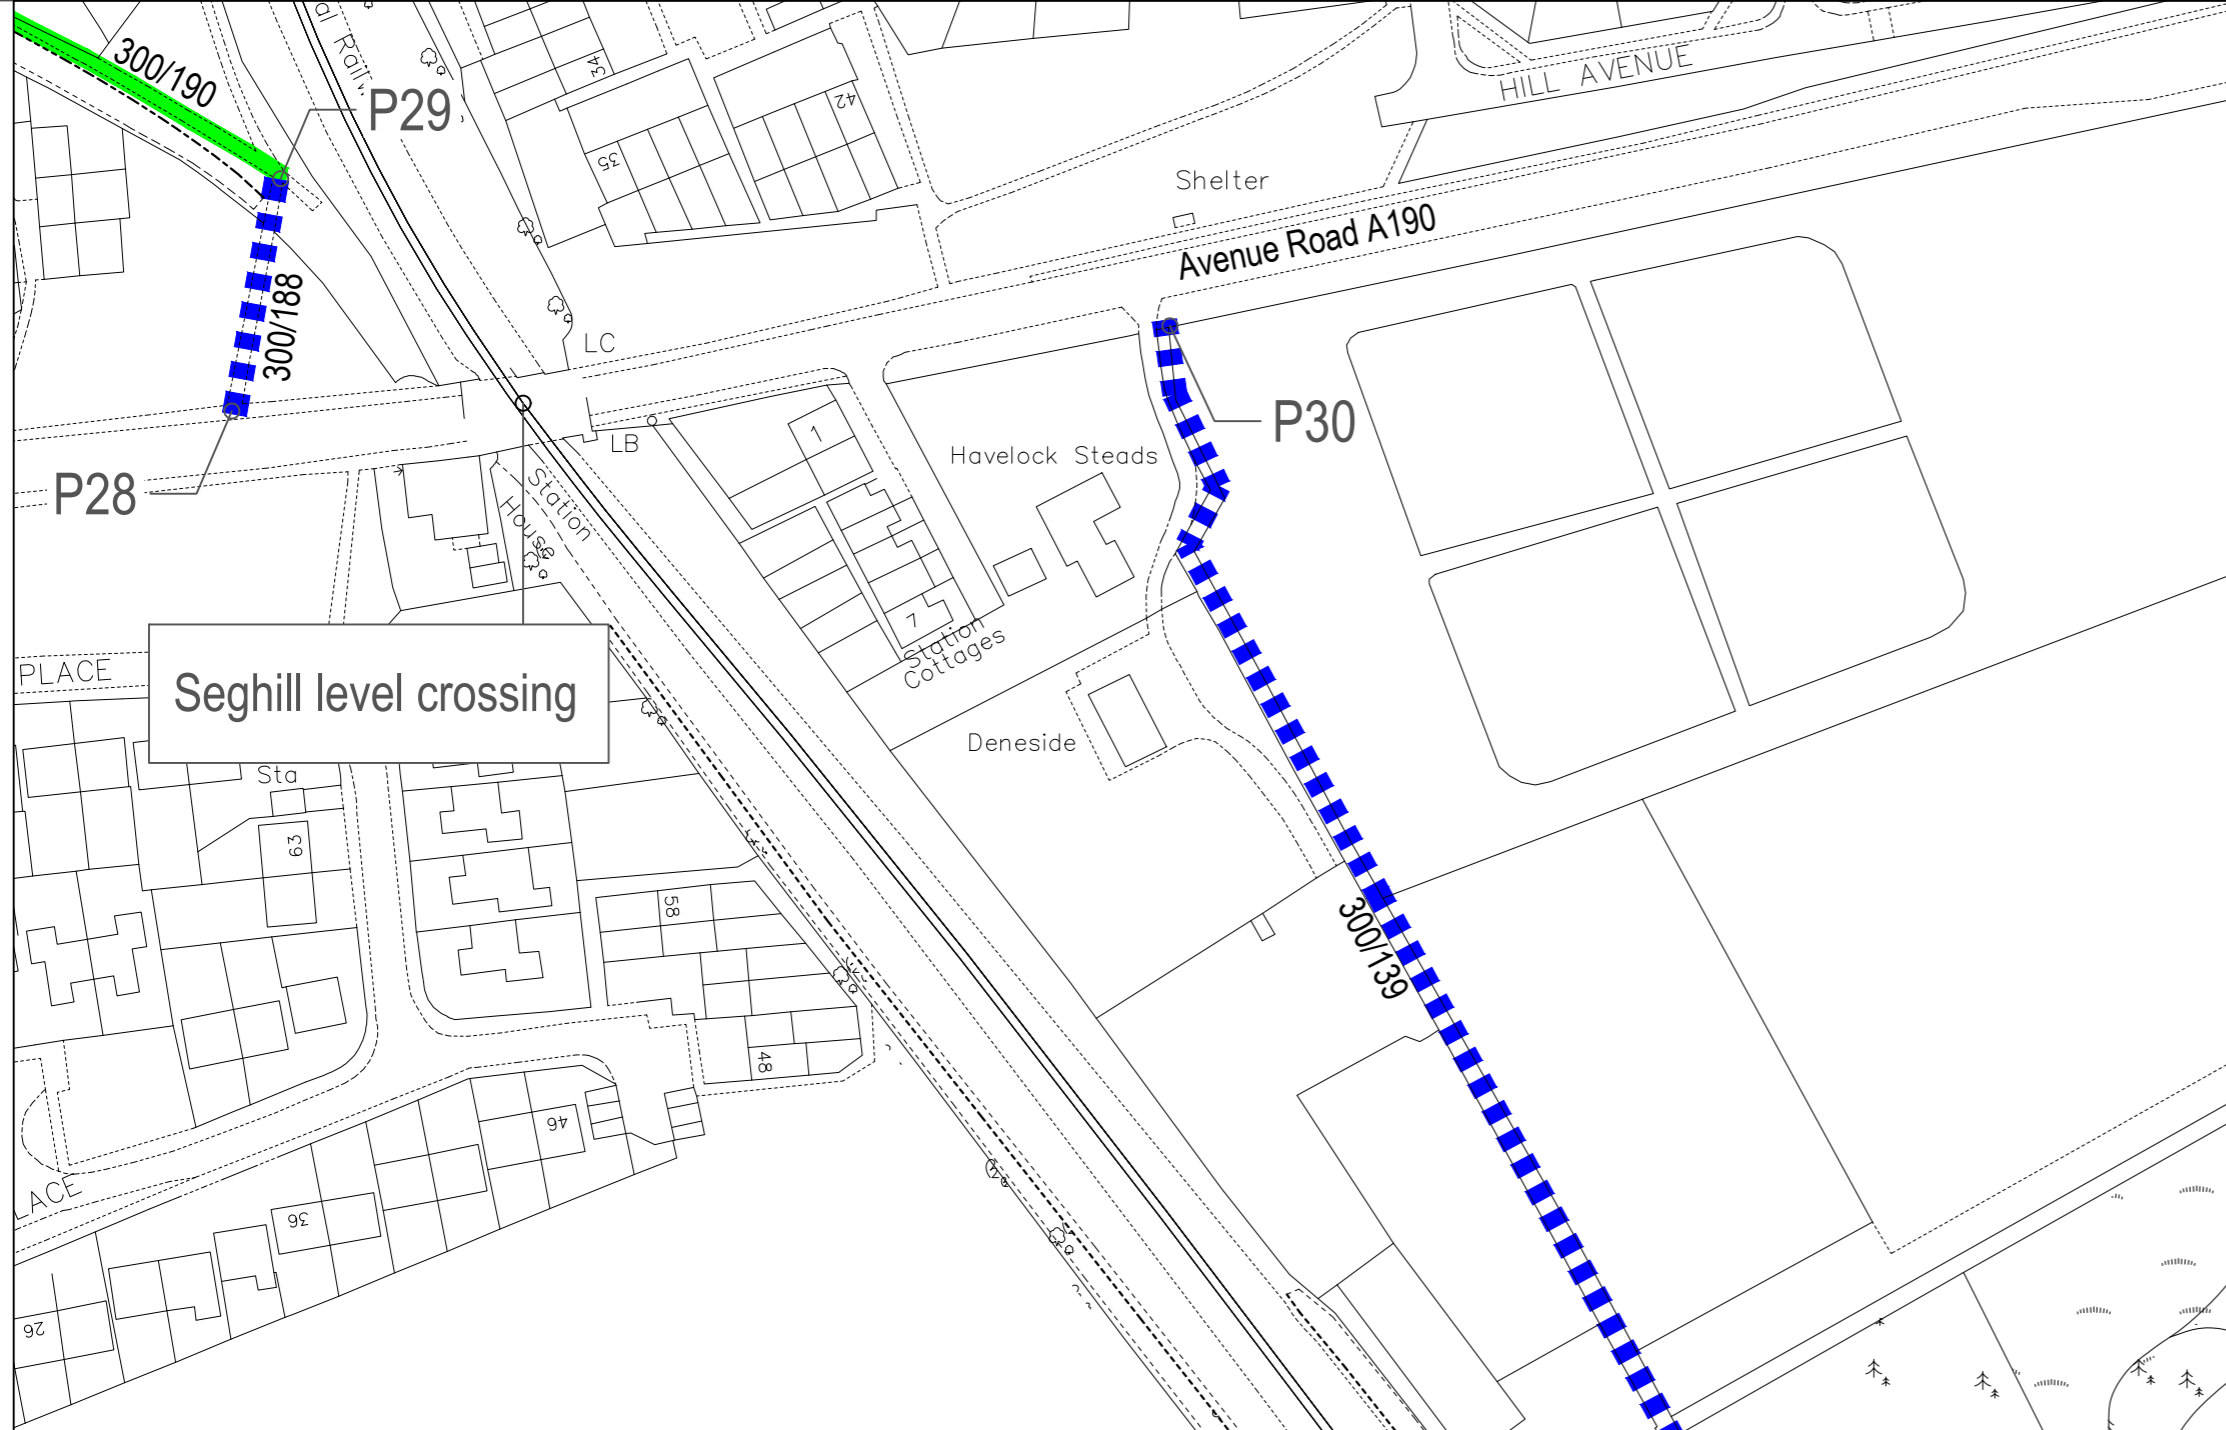 300/190
P29
34
42
35
HILL AVENUE
Shelter
Avenue Road A190
300/188
LC
LB
P28
P30
1
Havelock Steads
Station
House
7
Station
Cottages
PLACE
Seghill level crossing
Deneside
Sta
63
58
300/139
48
46
LACE
36
26